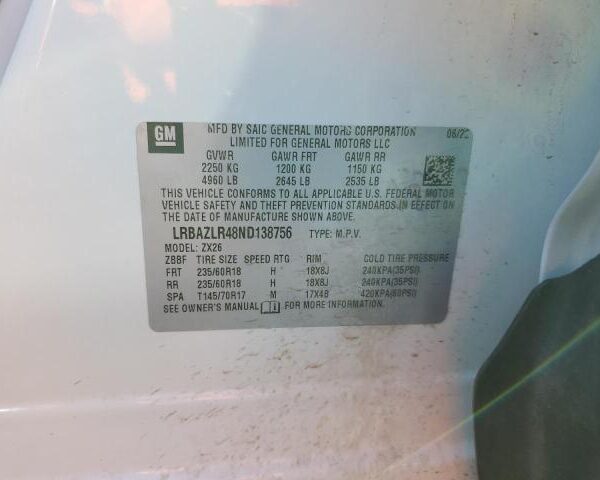 GM
MFD BY SAIC GENERAL MOTORS CORPORATION 06/2
LIMITED FOR GENERAL MOTORS LLC
GVWR GAWR FRT GAWR RR
2250 KG 1200 KG 1150 KG
4960 LB 2645 LB 2535 LB
THIS VEHICLE CONFORMS TO ALL APPLICABLE U.S. FEDERAL MOTOR
VEHICLE SAFETY AND THEFT PREVENTION STANDARDS IN EFFECT ON
THE DATE OF MANUFACTURE SHOWN ABOVE.
LRBAZLR48ND138756 TYPE: M.P.V.
MODEL: ZX26
ZBBF TIRE SIZE SPEED RTG RIM COLD TIRE PRESSURE
FRT 235/60R18 H 18X8J 240KPA(35PSI)
RR 235/60R18 H 18X8J 240KPA(35PSI)
SPA T145/70R17 M 17X4B 420KPA(60PSI)
SEE OWNER'S MANUAL FOR MORE INFORMATION.